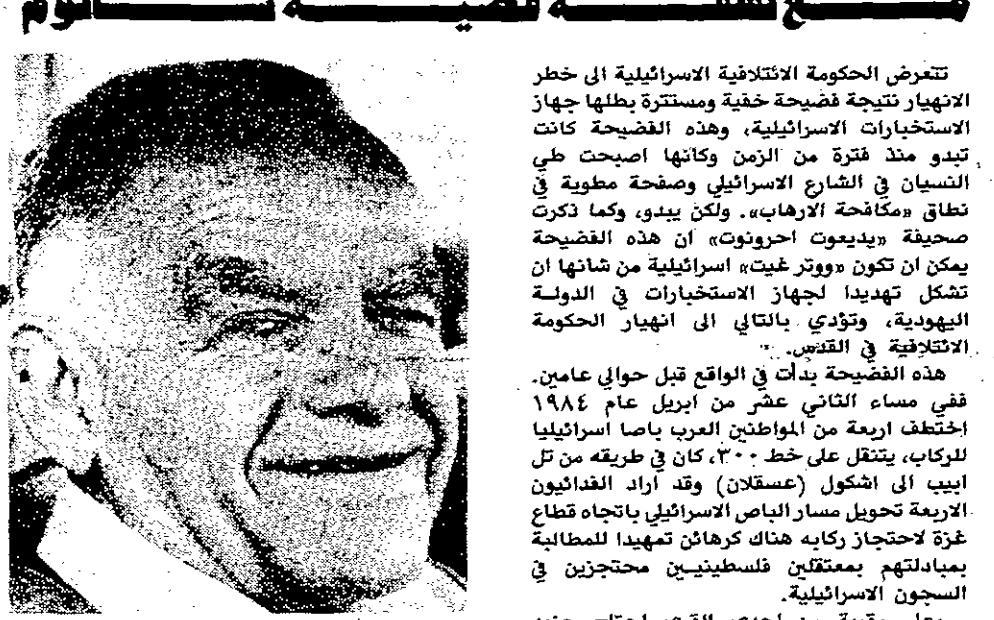 قضية
تتعرض الحكومة الائتلافية الاسرائيلية الى خطر
الانهيار نتيجة فضيحة خفية ومستترة بطلها جهاز
الاستخبارات الاسرائيلية، وهذه الفضيحة كانت
تبدو منذ فترة من الزمن وكأنها اصبحت طي
النسيان في الشارع الاسرائيلي وصفحة مطوية في
نطاق «مكافحة الارهاب». ولكن يبدو، وكما ذكرت
صحيفة «يديعوت احرونوت» ان هذه الفضيحة
يمكن ان تكون «ووتر غيت» اسرائيلية من شانها ان
تشكل تهديدا لجهاز الاستخبارات في الدولة
اليهودية، وتؤدي بالتالي الى انهيار الحكومة
الائتلافية في القدس.
هذه الفضيحة بدأت في الواقع قبل حوالي عامين.
ففي مساء الثاني عشر من ابريل عام ١٩٨٤
اختطف اربعة من المواطنين العرب باصا اسرائيليا
للركاب، يتنقل على خط ٣٠٠، كان في طريقه من تل
ابيب الى اشكول (عسقلان) وقد اراد الفدائيون
الاربعة تحويل مسار الباص الاسرائيلي باتجاه قطاع
غزة لاحتجاز ركابه هناك كرهائن تمهيدا للمطالبة
بمبادلتهم بمعتقلين فلسطينيين محتجزين في
السجون الاسرائيلية.